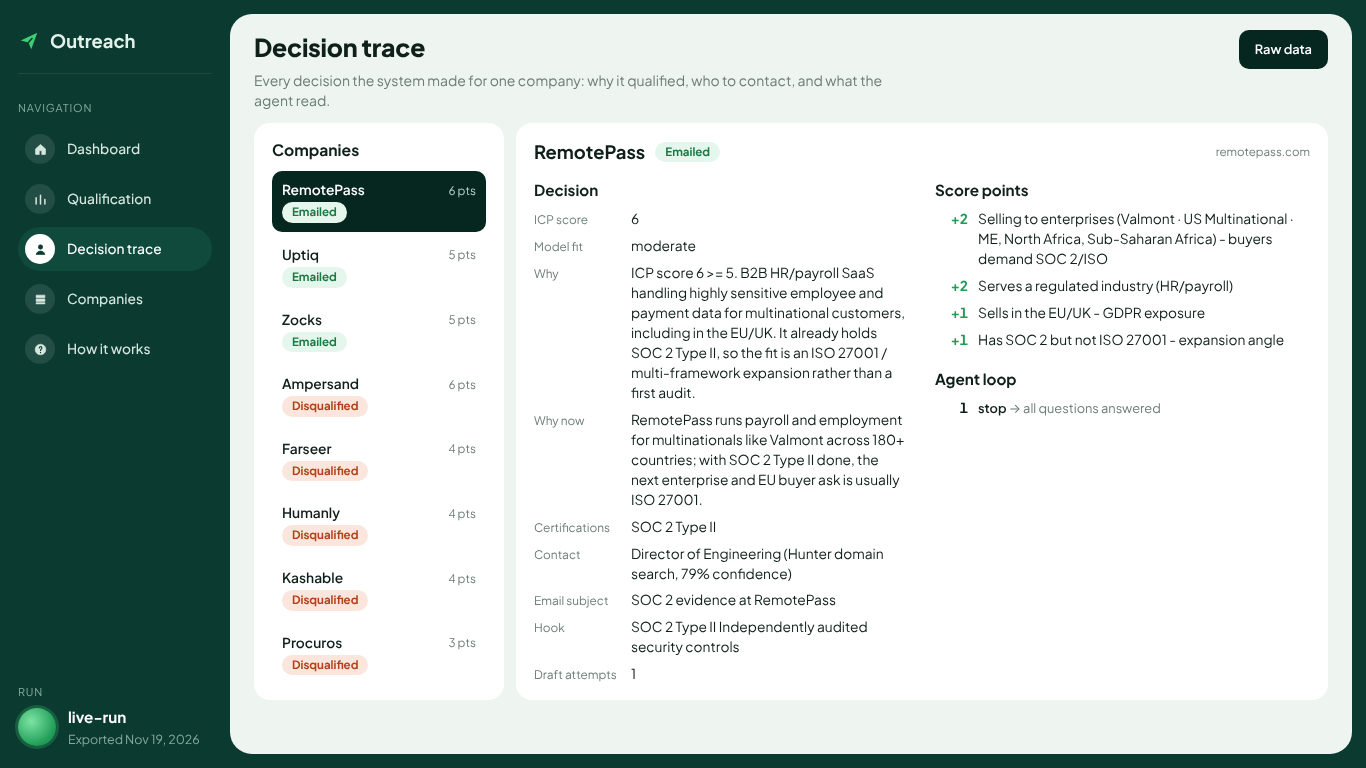 Outreach
NAVIGATION
Dashboard
Qualification
Decision trace
Companies
How it works
RUN
live-run
Exported Nov 19, 2026
Decision trace
Every decision the system made for one company: why it qualified, who to contact, and what the
agent read.
Raw data
Companies
RemotePass 6 pts
Emailed
Uptiq 5 pts
Emailed
Zocks 5 pts
Emailed
Ampersand 6 pts
Disqualified
Farseer 4 pts
Disqualified
Humanly 4 pts
Disqualified
Kashable 4 pts
Disqualified
Procuros 3 pts
Disqualified
RemotePass Emailed remotepass.com
Decision
ICP score 6
Model fit moderate
Why ICP score 6 >= 5. B2B HR/payroll SaaS
handling highly sensitive employee and
payment data for multinational customers,
including in the EU/UK. It already holds
SOC 2 Type II, so the fit is an ISO 27001 /
multi-framework expansion rather than a
first audit.
Why now RemotePass runs payroll and employment
for multinationals like Valmont across 180+
countries; with SOC 2 Type II done, the
next enterprise and EU buyer ask is usually
ISO 27001.
Certifications SOC 2 Type II
Contact Director of Engineering (Hunter domain
search, 79% confidence)
Email subject SOC 2 evidence at RemotePass
Hook SOC 2 Type II Independently audited
security controls
Draft attempts 1
Score points
+2 Selling to enterprises (Valmont · US Multinational ·
ME, North Africa, Sub-Saharan Africa) - buyers
demand SOC 2/ISO
+2 Serves a regulated industry (HR/payroll)
+1 Sells in the EU/UK - GDPR exposure
+1 Has SOC 2 but not ISO 27001 - expansion angle
Agent loop
1 stop → all questions answered